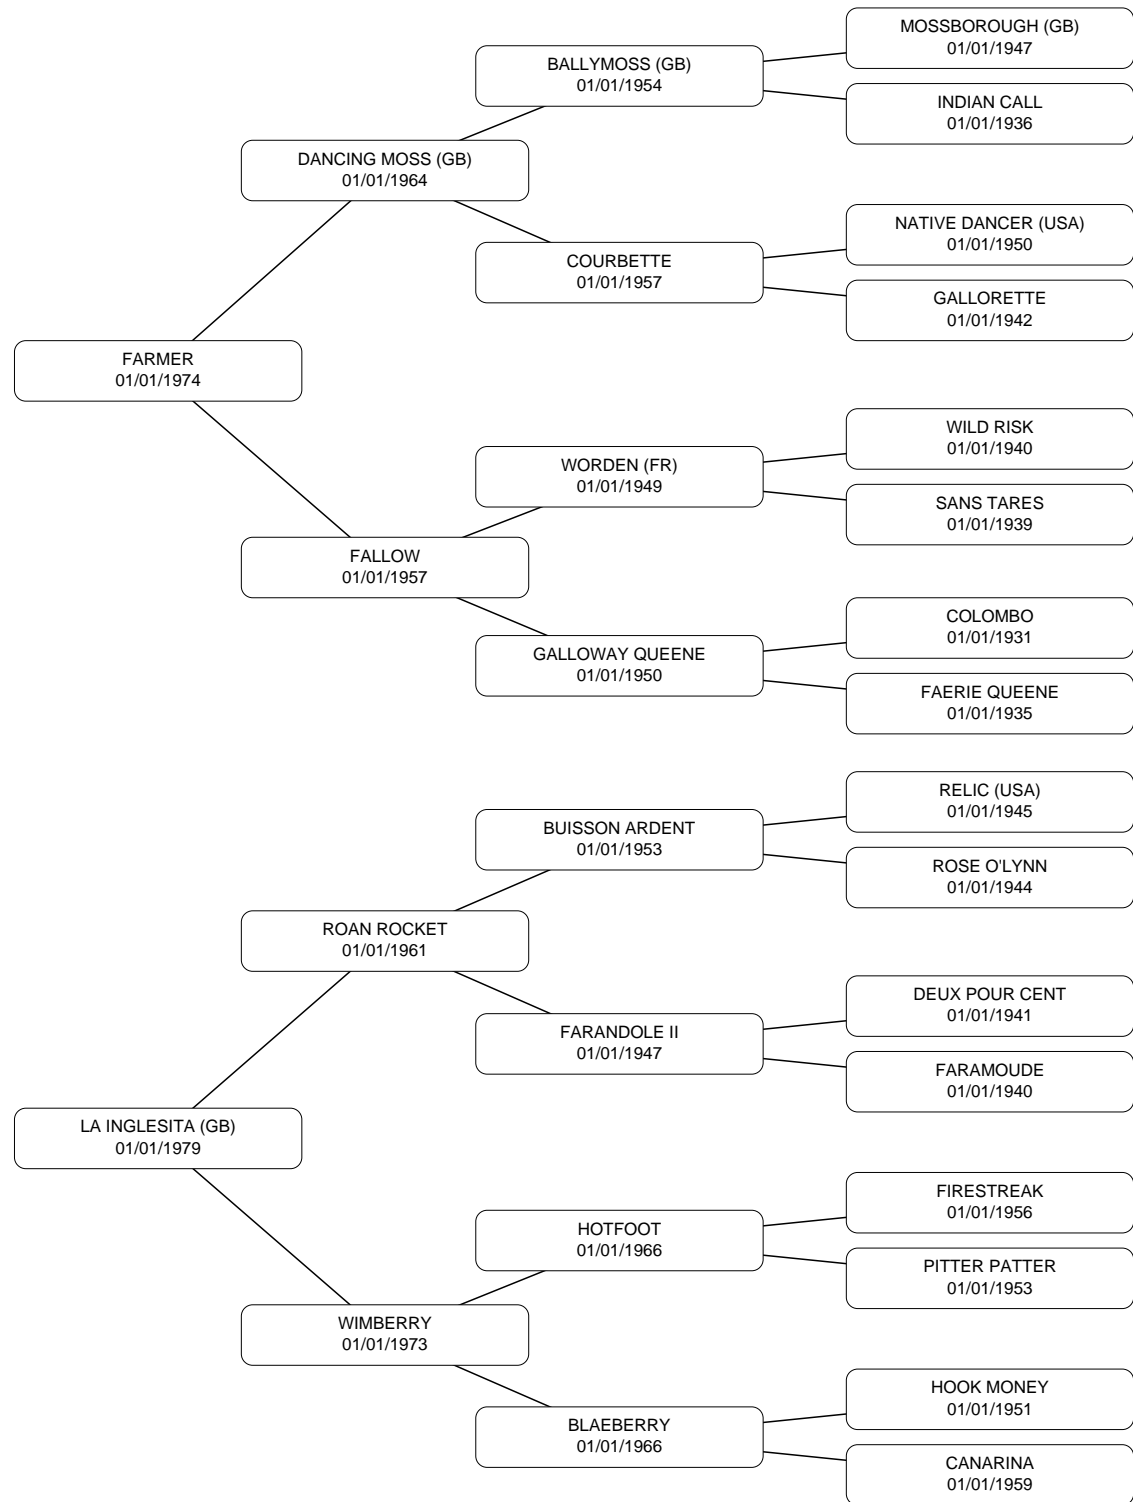 MOSSBOROUGH (GB)
01/01/1947
BALLYMOSS (GB)
01/01/1954
INDIAN CALL
01/01/1936
DANCING MOSS (GB)
01/01/1964
NATIVE DANCER (USA)
01/01/1950
COURBETTE
01/01/1957
GALLORETTE
01/01/1942
FARMER
01/01/1974
WILD RISK
01/01/1940
WORDEN (FR)
01/01/1949
SANS TARES
01/01/1939
FALLOW
01/01/1957
COLOMBO
01/01/1931
GALLOWAY QUEENE
01/01/1950
FAERIE QUEENE
01/01/1935
RELIC (USA)
01/01/1945
BUISSON ARDENT
01/01/1953
ROSE O'LYNN
01/01/1944
ROAN ROCKET
01/01/1961
DEUX POUR CENT
01/01/1941
FARANDOLE II
01/01/1947
FARAMOUDE
01/01/1940
LA INGLESITA (GB)
01/01/1979
FIRESTREAK
01/01/1956
HOTFOOT
01/01/1966
PITTER PATTER
01/01/1953
WIMBERRY
01/01/1973
HOOK MONEY
01/01/1951
BLAEBERRY
01/01/1966
CANARINA
01/01/1959